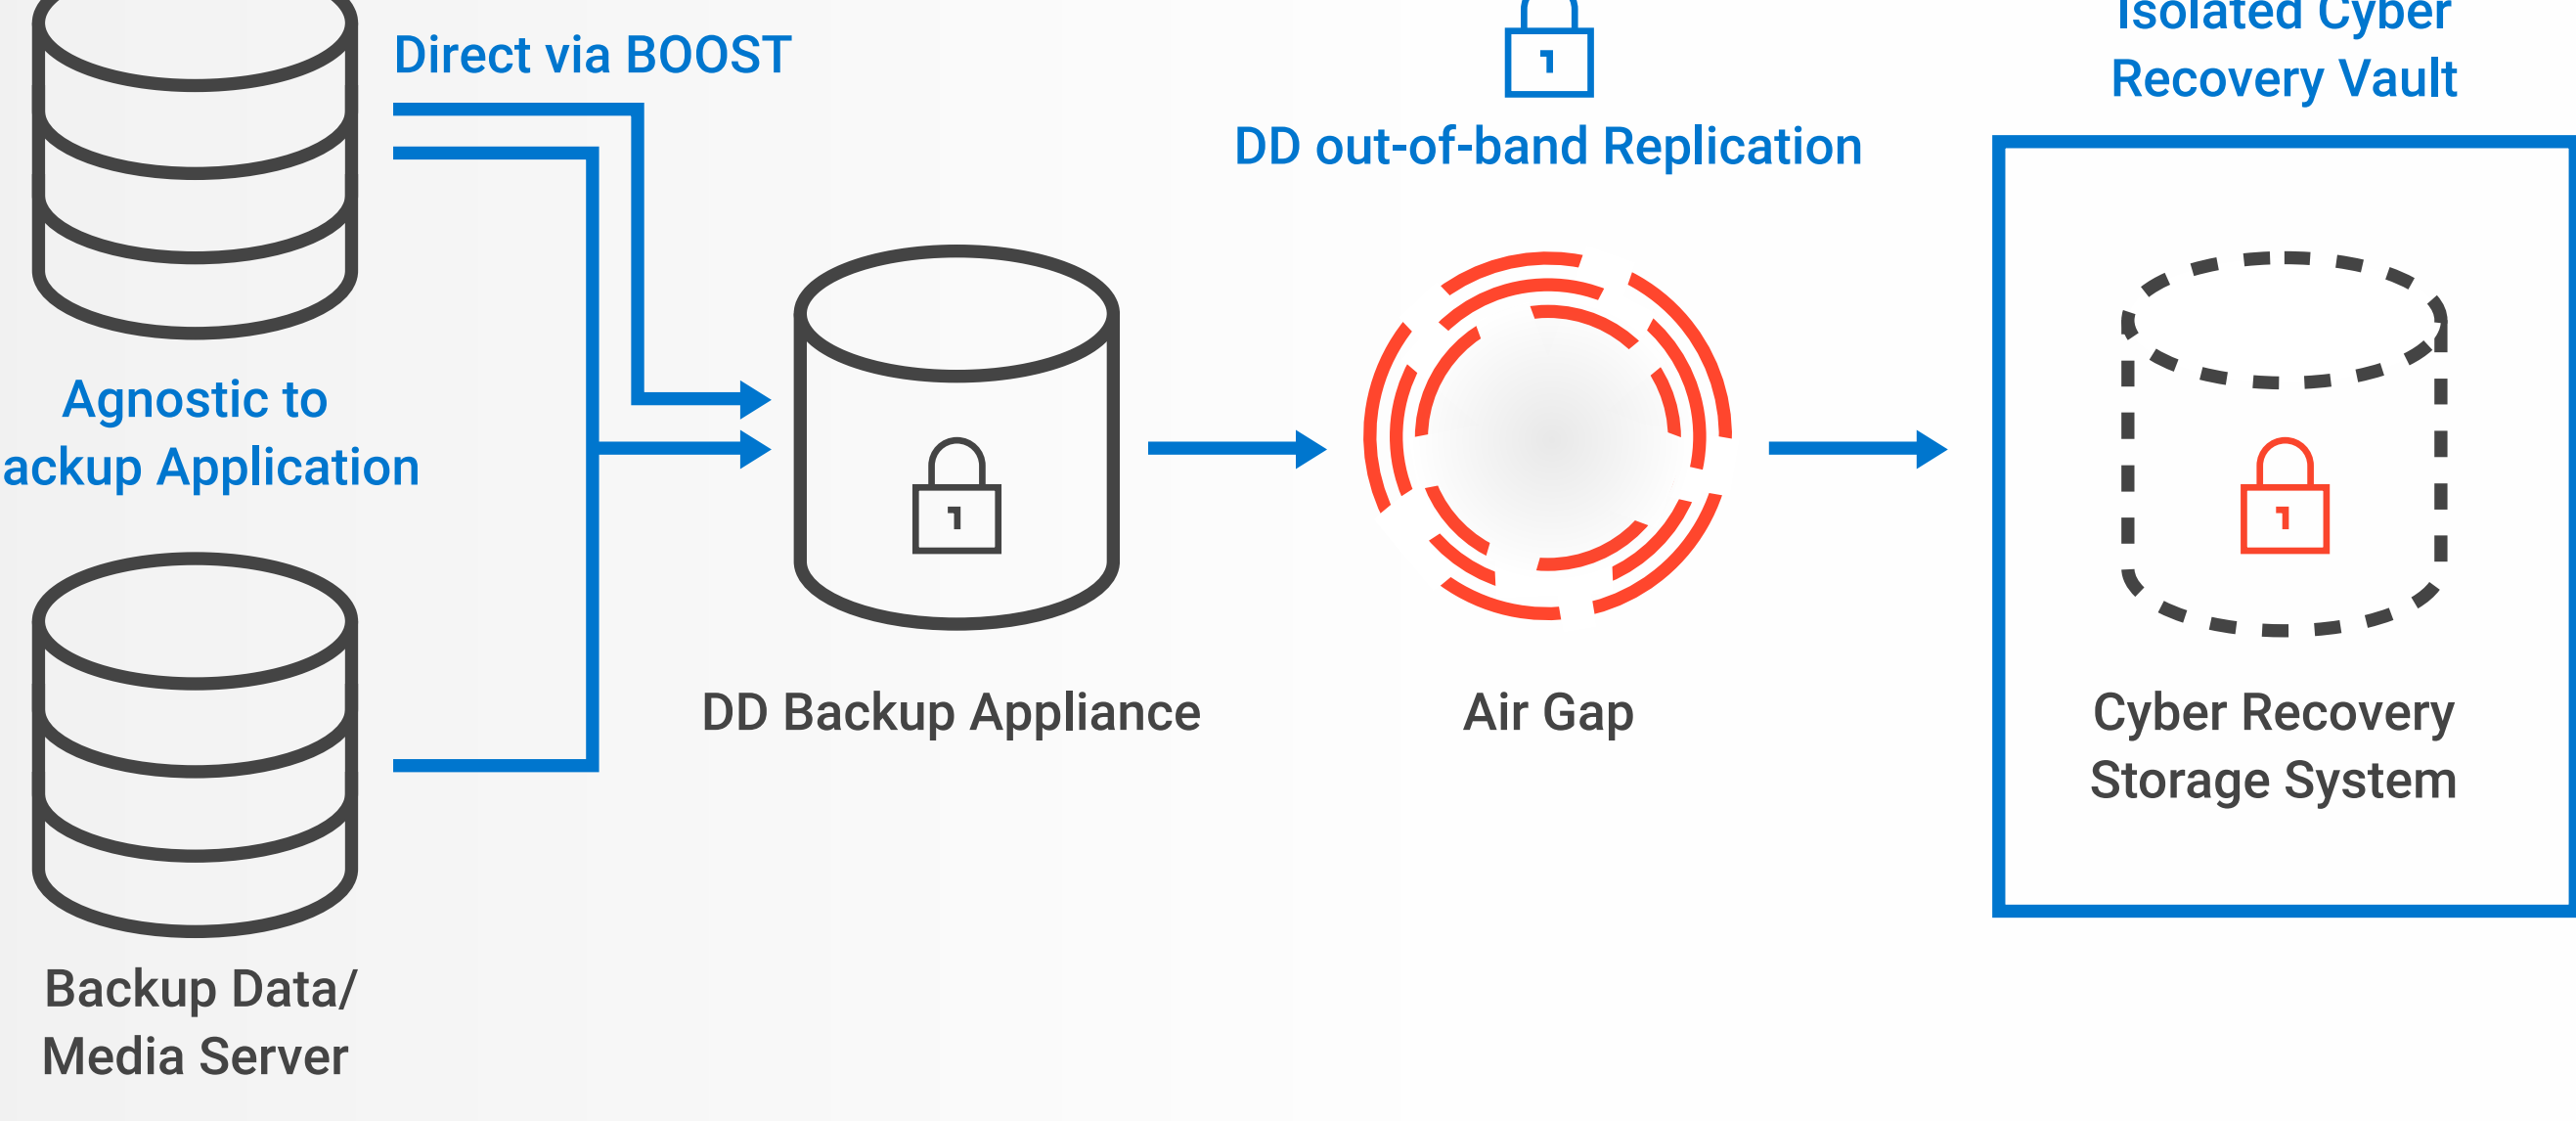 Direct via BOOST
Isolated Cyber
Recovery Vault
DD out-of-band Replication
Agnostic to
ackup Application
DD Backup Appliance
Air Gap
Cyber Recovery
Storage System
Backup Data/
Media Server